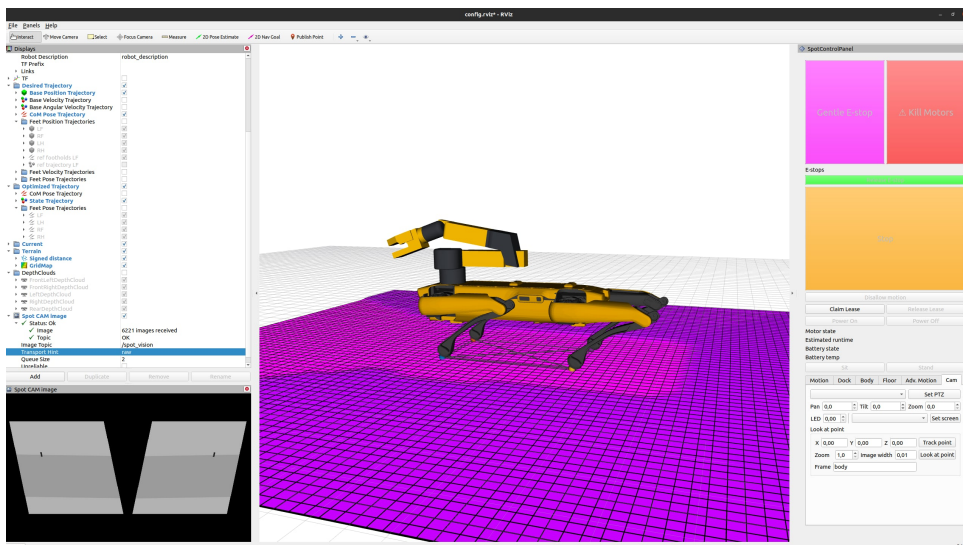 config.rviz* - RViz
File Panels Help
Interact Move Camera Select Focus Camera Measure 2D Pose Estimate 2D Nav Goal Publish Point
Displays
Robot Description robot_description
TF Prefix
Links
TF
Desired Trajectory
Base Position Trajectory
Base Velocity Trajectory
Base Angular Velocity Trajectory
CoM Pose Trajectory
Feet Position Trajectories
LF
RF
LH
RH
ref footholds LF
ref trajectory LF
Feet Velocity Trajectories
Feet Pose Trajectories
Optimized Trajectory
CoM Pose Trajectory
State Trajectory
Feet Pose Trajectories
LF
LH
RF
RH
Current
Terrain
Signed distance
GridMap
DepthClouds
FrontLeftDepthCloud
FrontRightDepthCloud
LeftDepthCloud
RightDepthCloud
RearDepthCloud
Spot CAM Image
Status: Ok
Image 6221 images received
Topic OK
Image Topic /spot_vision
Transport Hint raw
Queue Size 2
Unreliable
Add Duplicate Remove Rename
Spot CAM Image
SpotControlPanel
Gentle E-stop ⚠ Kill Motors
E-stops
Disallow motion
Claim Lease Release Lease
Power On Power Off
Motor state
Estimated runtime
Battery state
Battery temp
Sit Stand
Motion Dock Body Floor Adv. Motion Cam
Set PTZ
Pan 0,0 Tilt 0,0 Zoom 0,0
LED 0,00 Set screen
Look at point
X 0,00 Y 0,00 Z 0,00 Track point
Zoom 1,0 Image width 0,01 Look at point
Frame body